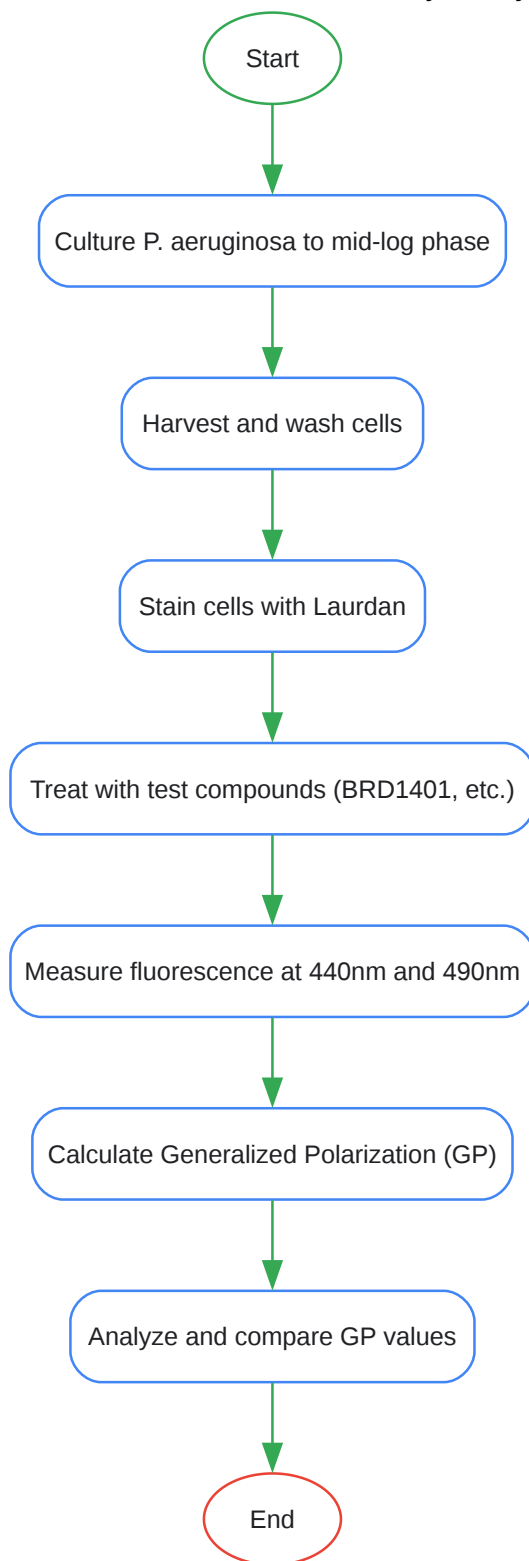 Start
Culture P. aeruginosa to mid-log phase
Harvest and wash cells
Stain cells with Laurdan
Treat with test compounds (BRD1401, etc.)
Measure fluorescence at 440nm and 490nm
Calculate Generalized Polarization (GP)
Analyze and compare GP values
End